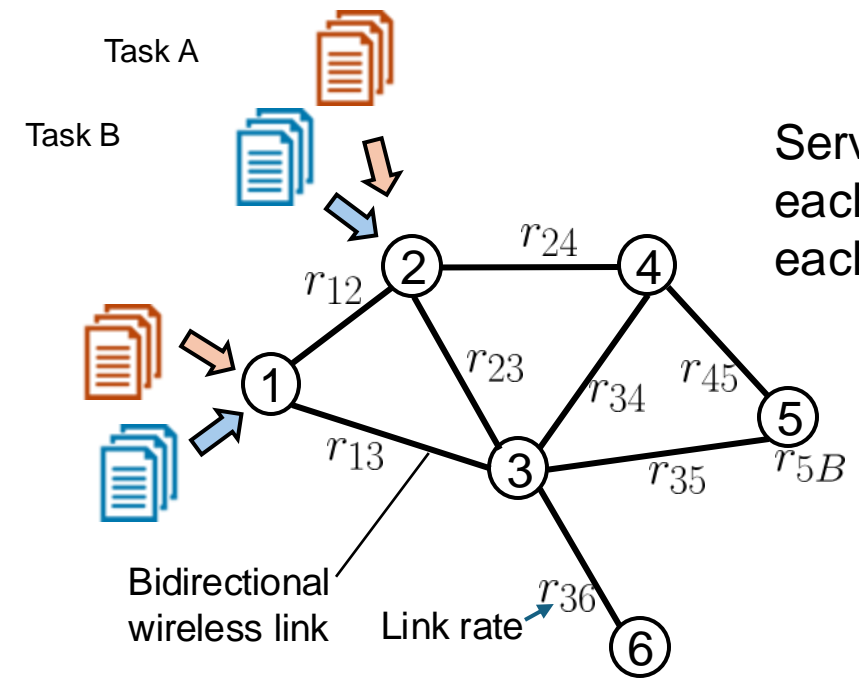 Task A
Task B
Serv
each
each
r12
r24
2
4
1
r23
r34
r45
5
r13
3
r35
r5B
Bidirectional
wireless link
Link rate
r36
6